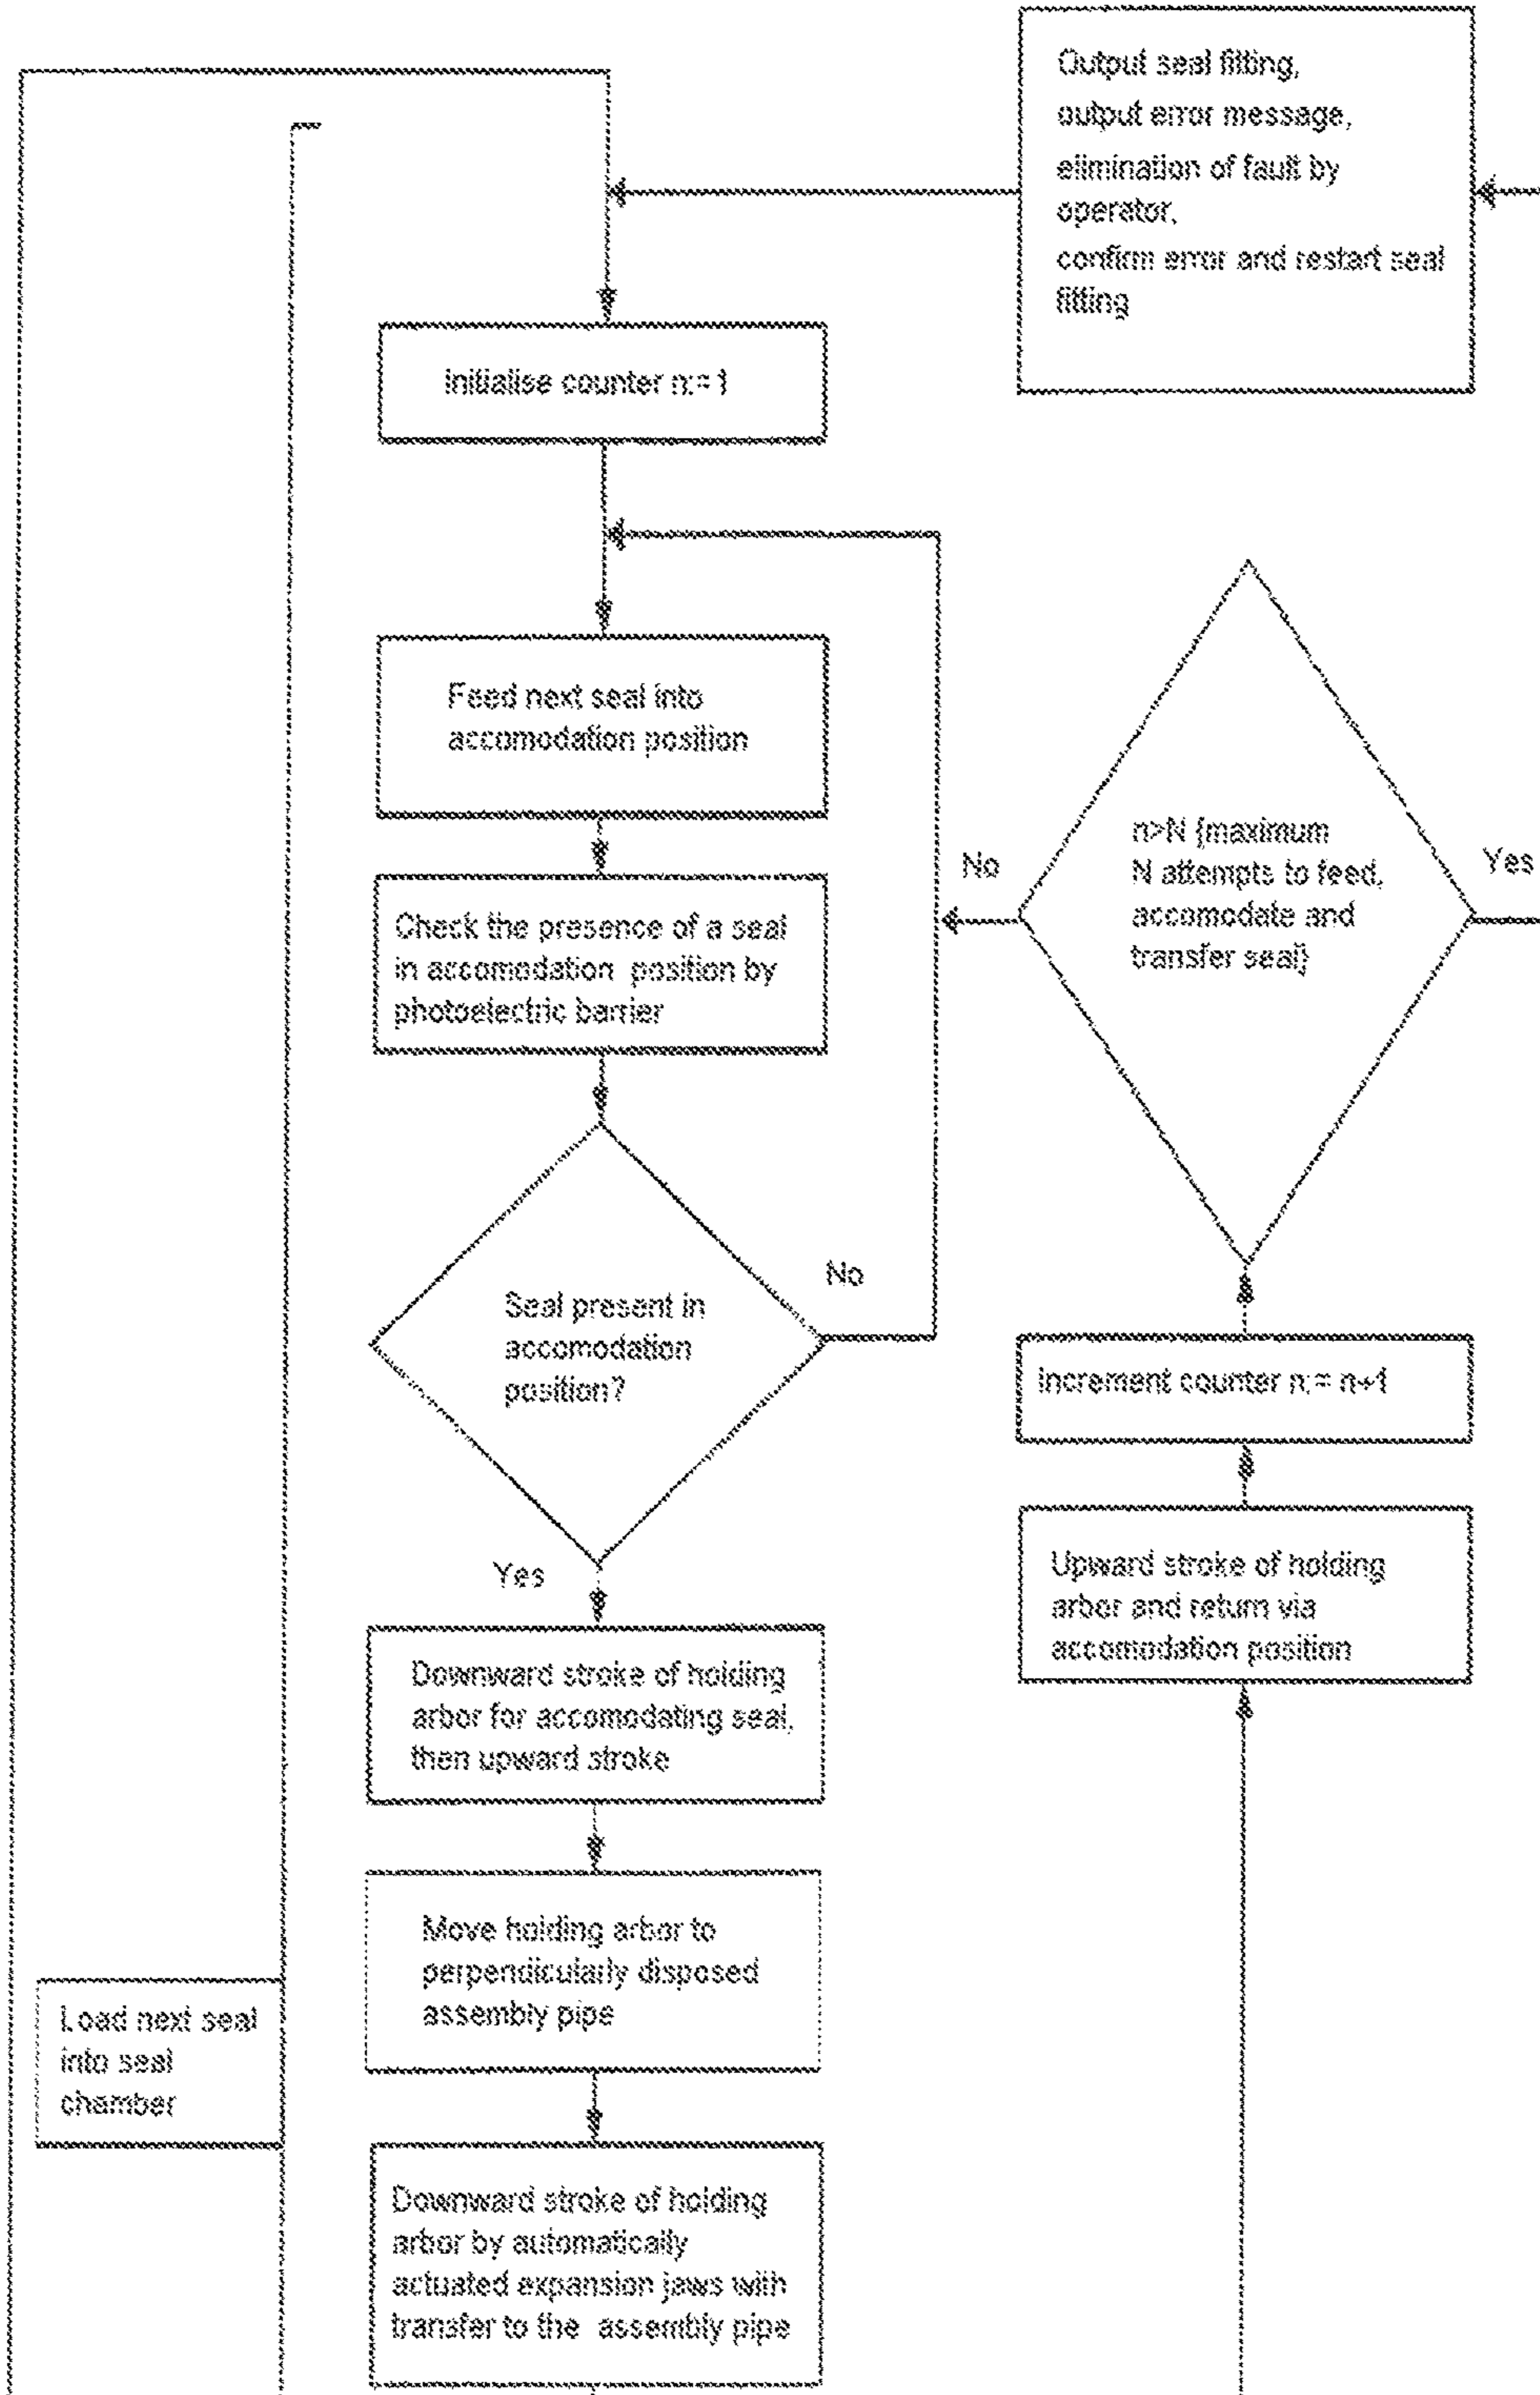 Output seal fitting,
output error message,
elimination of fault by
operator,
confirm error and restart seal
fitting
Initialise counter n:=1
Feed next seal into
accomodation position
Check the presence of a seal
in accomodation position by
photoelectric barrier
Seal present in
accomodation
position?
No
Yes
Downward stroke of holding
arbor for accomodating seal,
then upward stroke
Move holding arbor to
perpendicularly disposed
assembly pipe
Downward stroke of holding
arbor by automatically
actuated expansion jaws with
transfer to the assembly pipe
Load next seal
into seal
chamber
No
n>N {maximum
N attempts to feed,
accomodate and
transfer seal}
Yes
Increment counter n:= n+1
Upward stroke of holding
arbor and return via
accomodation position